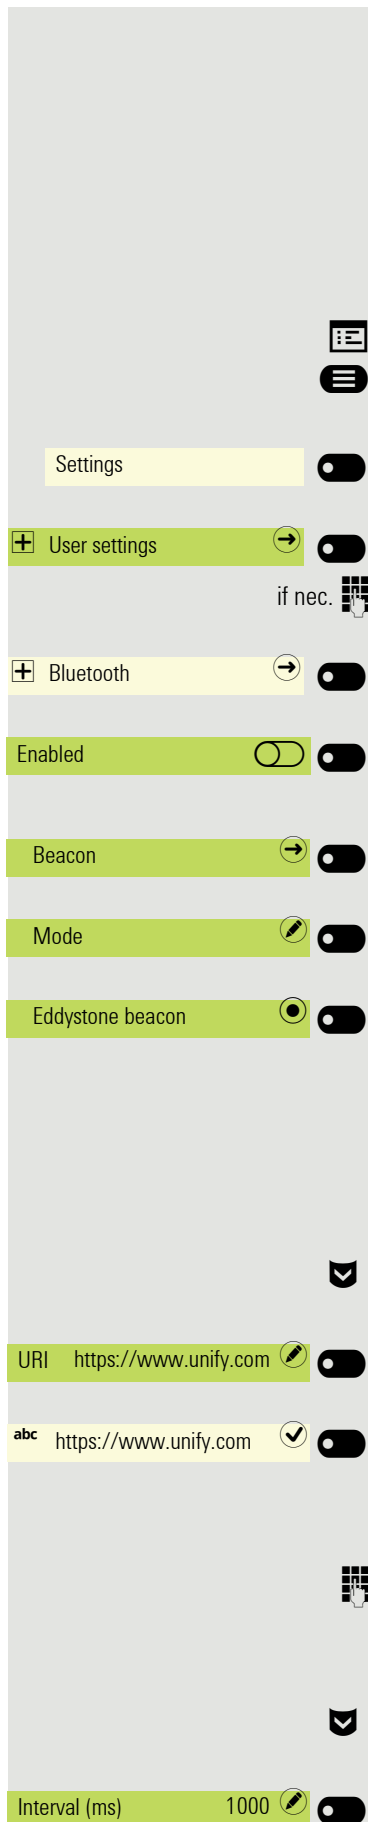 Settings
User settings
if nec.
Bluetooth
Enabled
Beacon
Mode
Eddystone beacon
URI https://www.unify.com
abc https://www.unify.com
Interval (ms) 1000